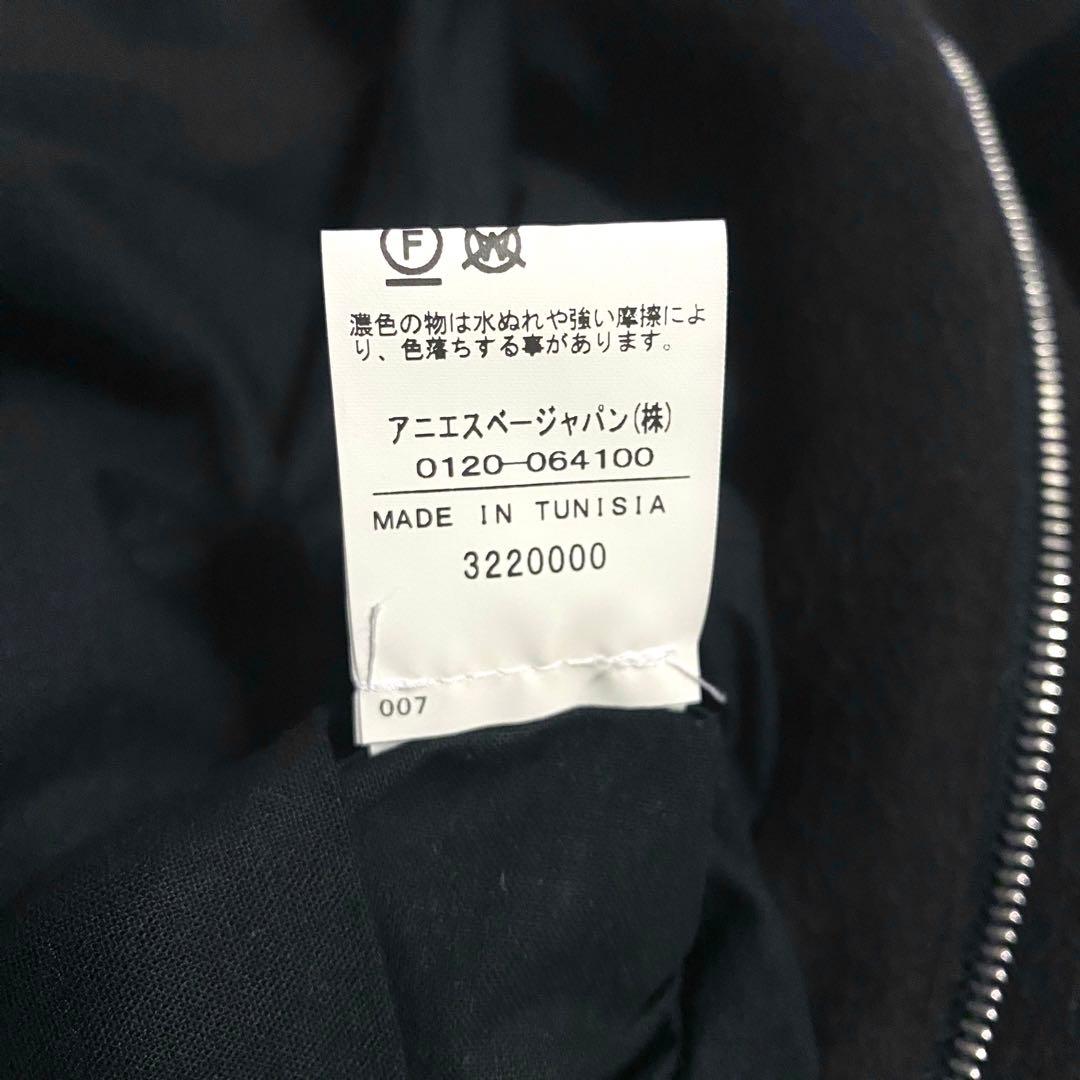 F W
濃色の物は水ぬれや強い摩擦によ
り、色落ちする事があります。
アニエスベージャパン(株)
0120-064100
MADE IN TUNISIA
3220000
007